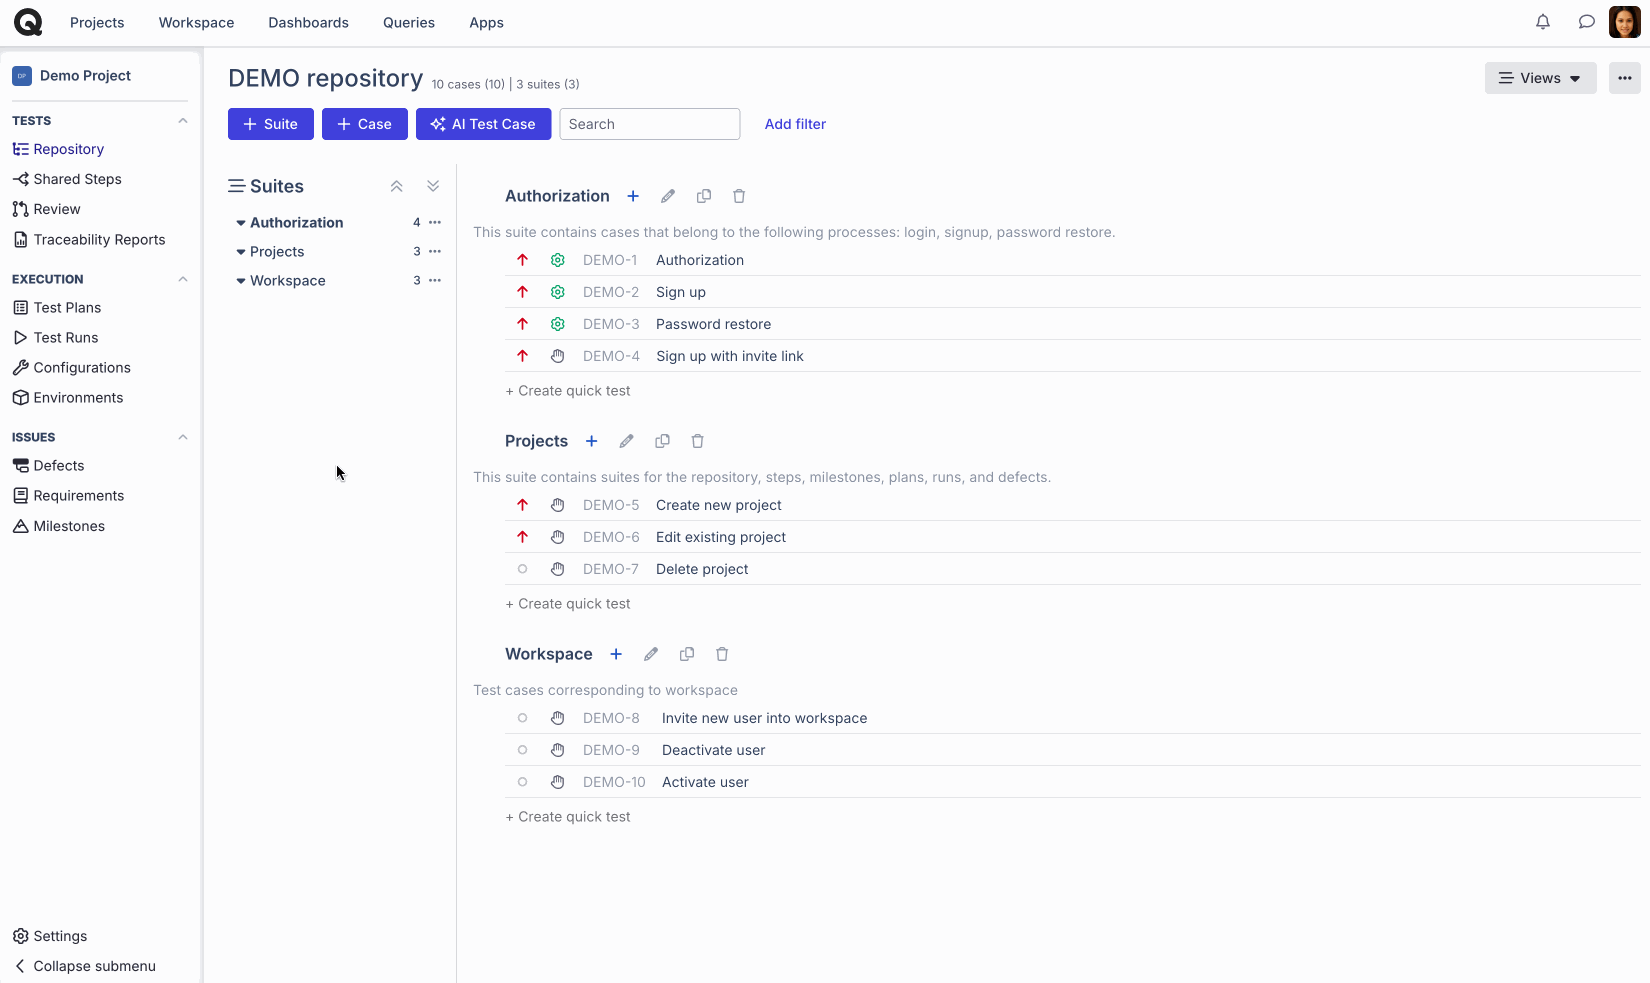 Projects Workspace Dashboards Queries Apps
DP Demo Project
TESTS
Repository
Shared Steps
Review
Traceability Reports
EXECUTION
Test Plans
Test Runs
Configurations
Environments
ISSUES
Defects
Requirements
Milestones
Settings
Collapse submenu
DEMO repository 10 cases (10) | 3 suites (3)
Views
+ Suite + Case AI Test Case Search Add filter
Suites
Authorization 4
Projects 3
Workspace 3
Authorization
This suite contains cases that belong to the following processes: login, signup, password restore.
DEMO-1 Authorization
DEMO-2 Sign up
DEMO-3 Password restore
DEMO-4 Sign up with invite link
+ Create quick test
Projects
This suite contains suites for the repository, steps, milestones, plans, runs, and defects.
DEMO-5 Create new project
DEMO-6 Edit existing project
DEMO-7 Delete project
+ Create quick test
Workspace
Test cases corresponding to workspace
DEMO-8 Invite new user into workspace
DEMO-9 Deactivate user
DEMO-10 Activate user
+ Create quick test